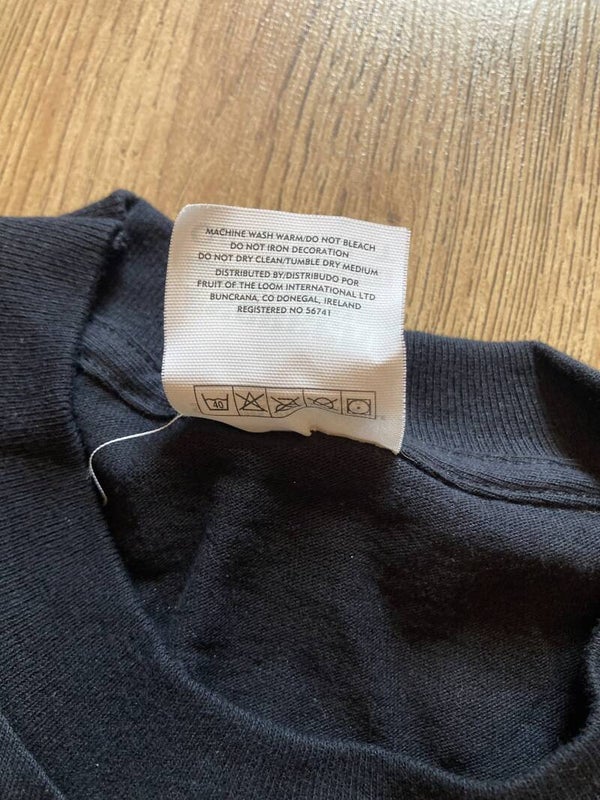 MACHINE WASH WARM/DO NOT BLEACH
DO NOT IRON DECORATION
DO NOT DRY CLEAN/TUMBLE DRY MEDIUM
DISTRIBUTED BY/DISTRIBUDO POR
FRUIT OF THE LOOM INTERNATIONAL LTD
BUNCRANA, CO DONEGAL, IRELAND
REGISTERED NO 56741
40